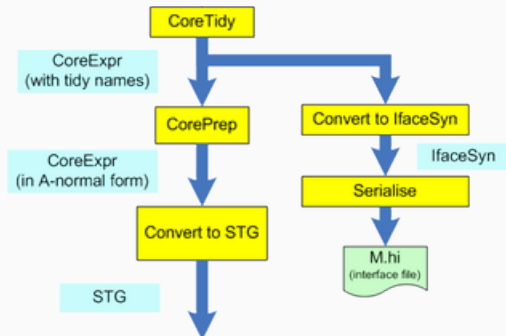 CoreTidy
CoreExpr
(with tidy names)
CorePrep
Convert to IfaceSyn
CoreExpr
(in A-normal form)
IfaceSyn
Serialise
Convert to STG
M.hi
(interface file)
STG